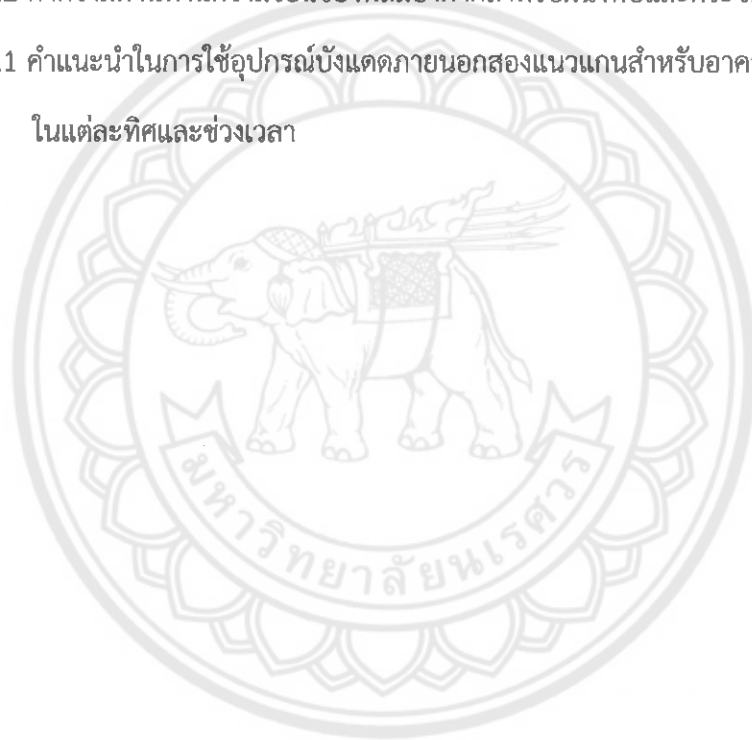 .1 คำแนะนำในการใช้อุปกรณ์บังแดดภายนอกสองแนวแกนสำหรับอาคา
ในแต่ละทิศและช่วงเวลา
มหาวิทยาลัยนเรศวร